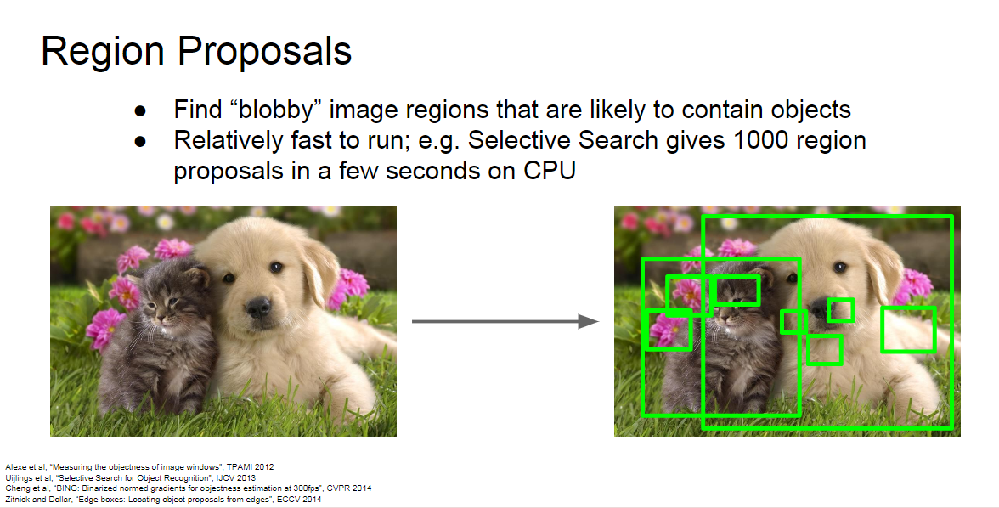 Region Proposals
● Find “blobby” image regions that are likely to contain objects
● Relatively fast to run; e.g. Selective Search gives 1000 region
proposals in a few seconds on CPU
Alexe et al, “Measuring the objectness of image windows”, TPAMI 2012
Uijlings et al, “Selective Search for Object Recognition”, IJCV 2013
Cheng et al, “BING: Binarized normed gradients for objectness estimation at 300fps”, CVPR 2014
Zitnick and Dollar, “Edge boxes: Locating object proposals from edges”, ECCV 2014